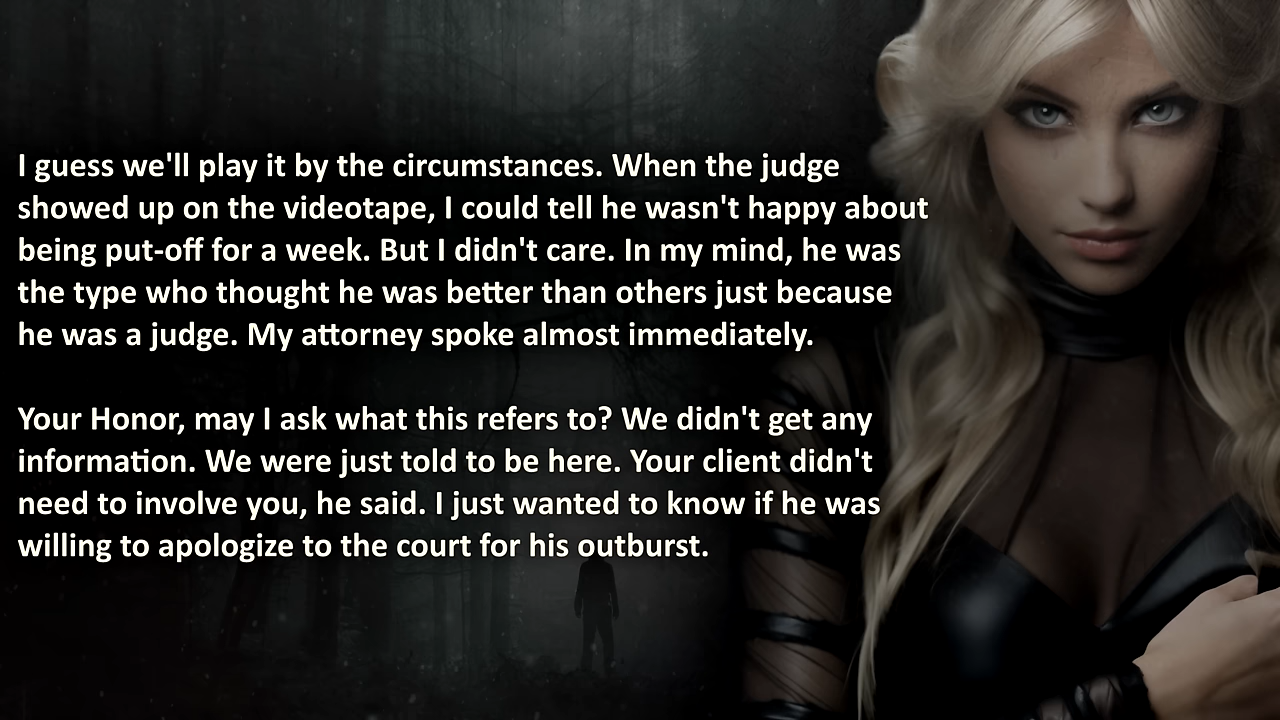 I guess we'll play it by the circumstances. When the judge
showed up on the videotape, I could tell he wasn't happy about
being put-off for a week. But I didn't care. In my mind, he was
the type who thought he was better than others just because
he was a judge. My attorney spoke almost immediately.
Your Honor, may I ask what this refers to? We didn't get any
information. We were just told to be here. Your client didn't
need to involve you, he said. I just wanted to know if he was
willing to apologize to the court for his outburst.